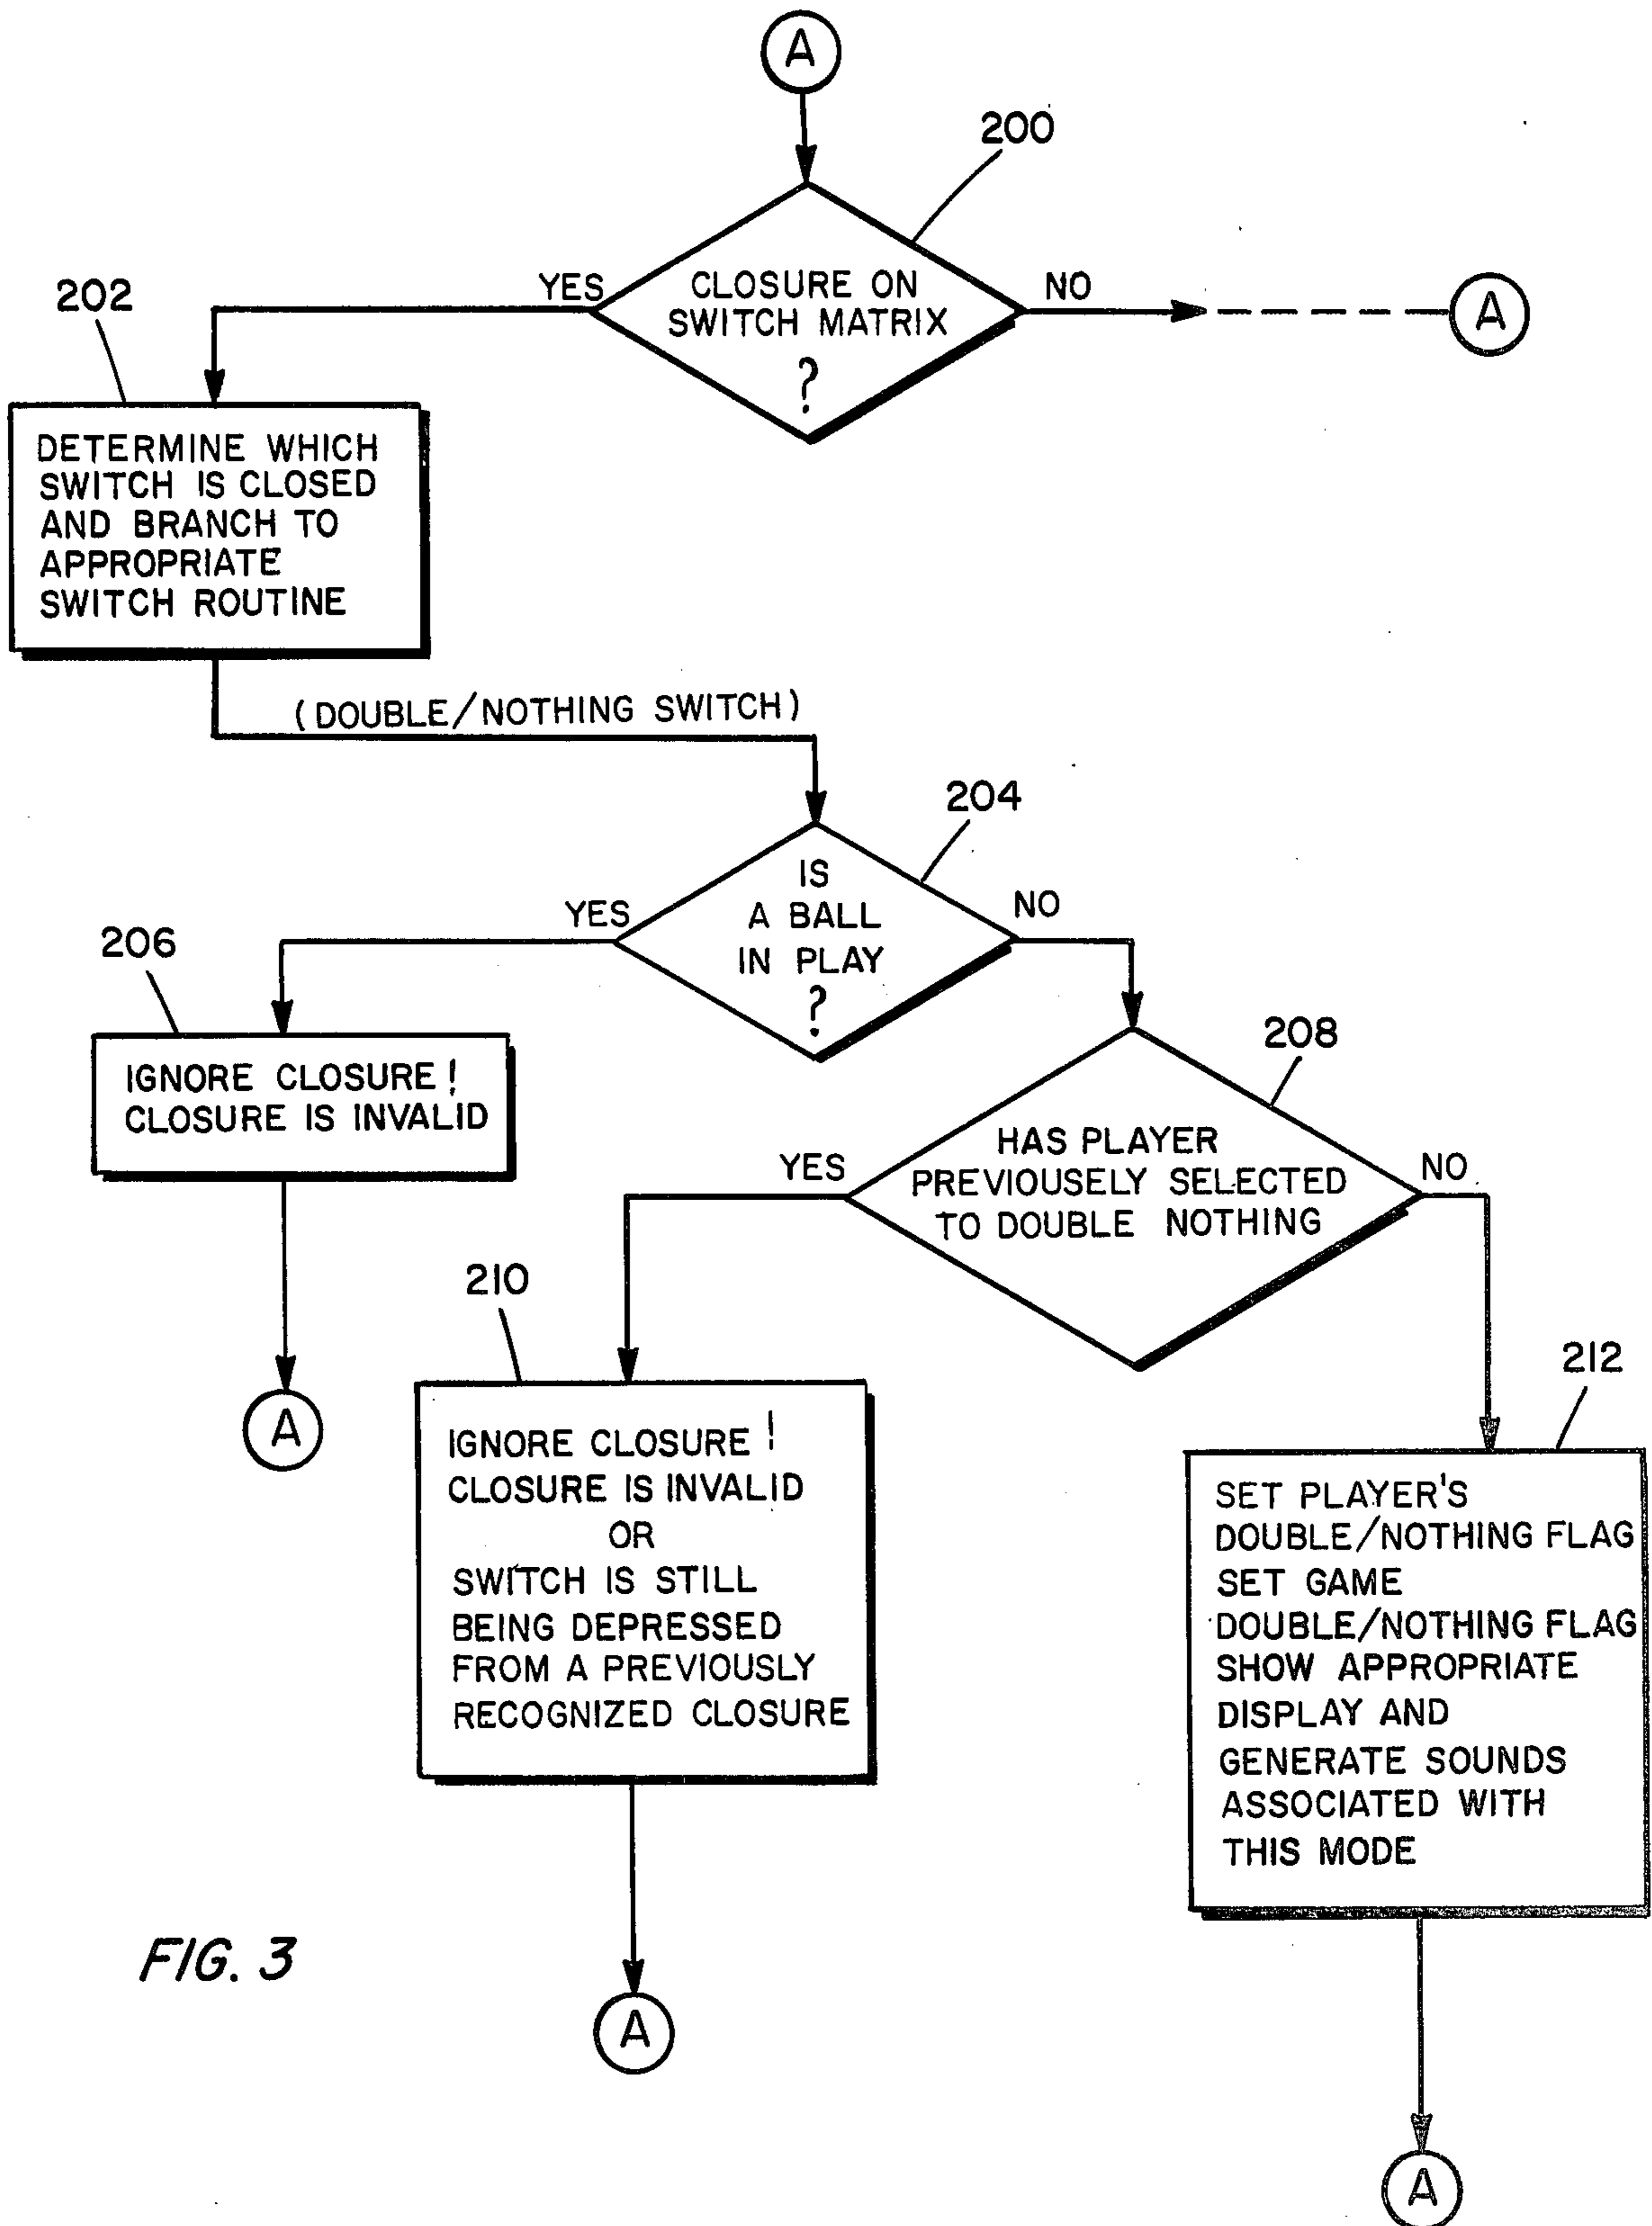 A
200
YES
CLOSURE ON
SWITCH MATRIX
?
NO
A
202
DETERMINE WHICH
SWITCH IS CLOSED
AND BRANCH TO
APPROPRIATE
SWITCH ROUTINE
(DOUBLE/NOTHING SWITCH)
204
YES
IS
A BALL
IN PLAY
?
NO
206
IGNORE CLOSURE!
CLOSURE IS INVALID
A
208
YES
HAS PLAYER
PREVIOUSELY SELECTED
TO DOUBLE NOTHING
NO
210
IGNORE CLOSURE!
CLOSURE IS INVALID
OR
SWITCH IS STILL
BEING DEPRESSED
FROM A PREVIOUSLY
RECOGNIZED CLOSURE
A
212
SET PLAYER'S
DOUBLE/NOTHING FLAG
SET GAME
DOUBLE/NOTHING FLAG
SHOW APPROPRIATE
DISPLAY AND
GENERATE SOUNDS
ASSOCIATED WITH
THIS MODE
A
FIG. 3